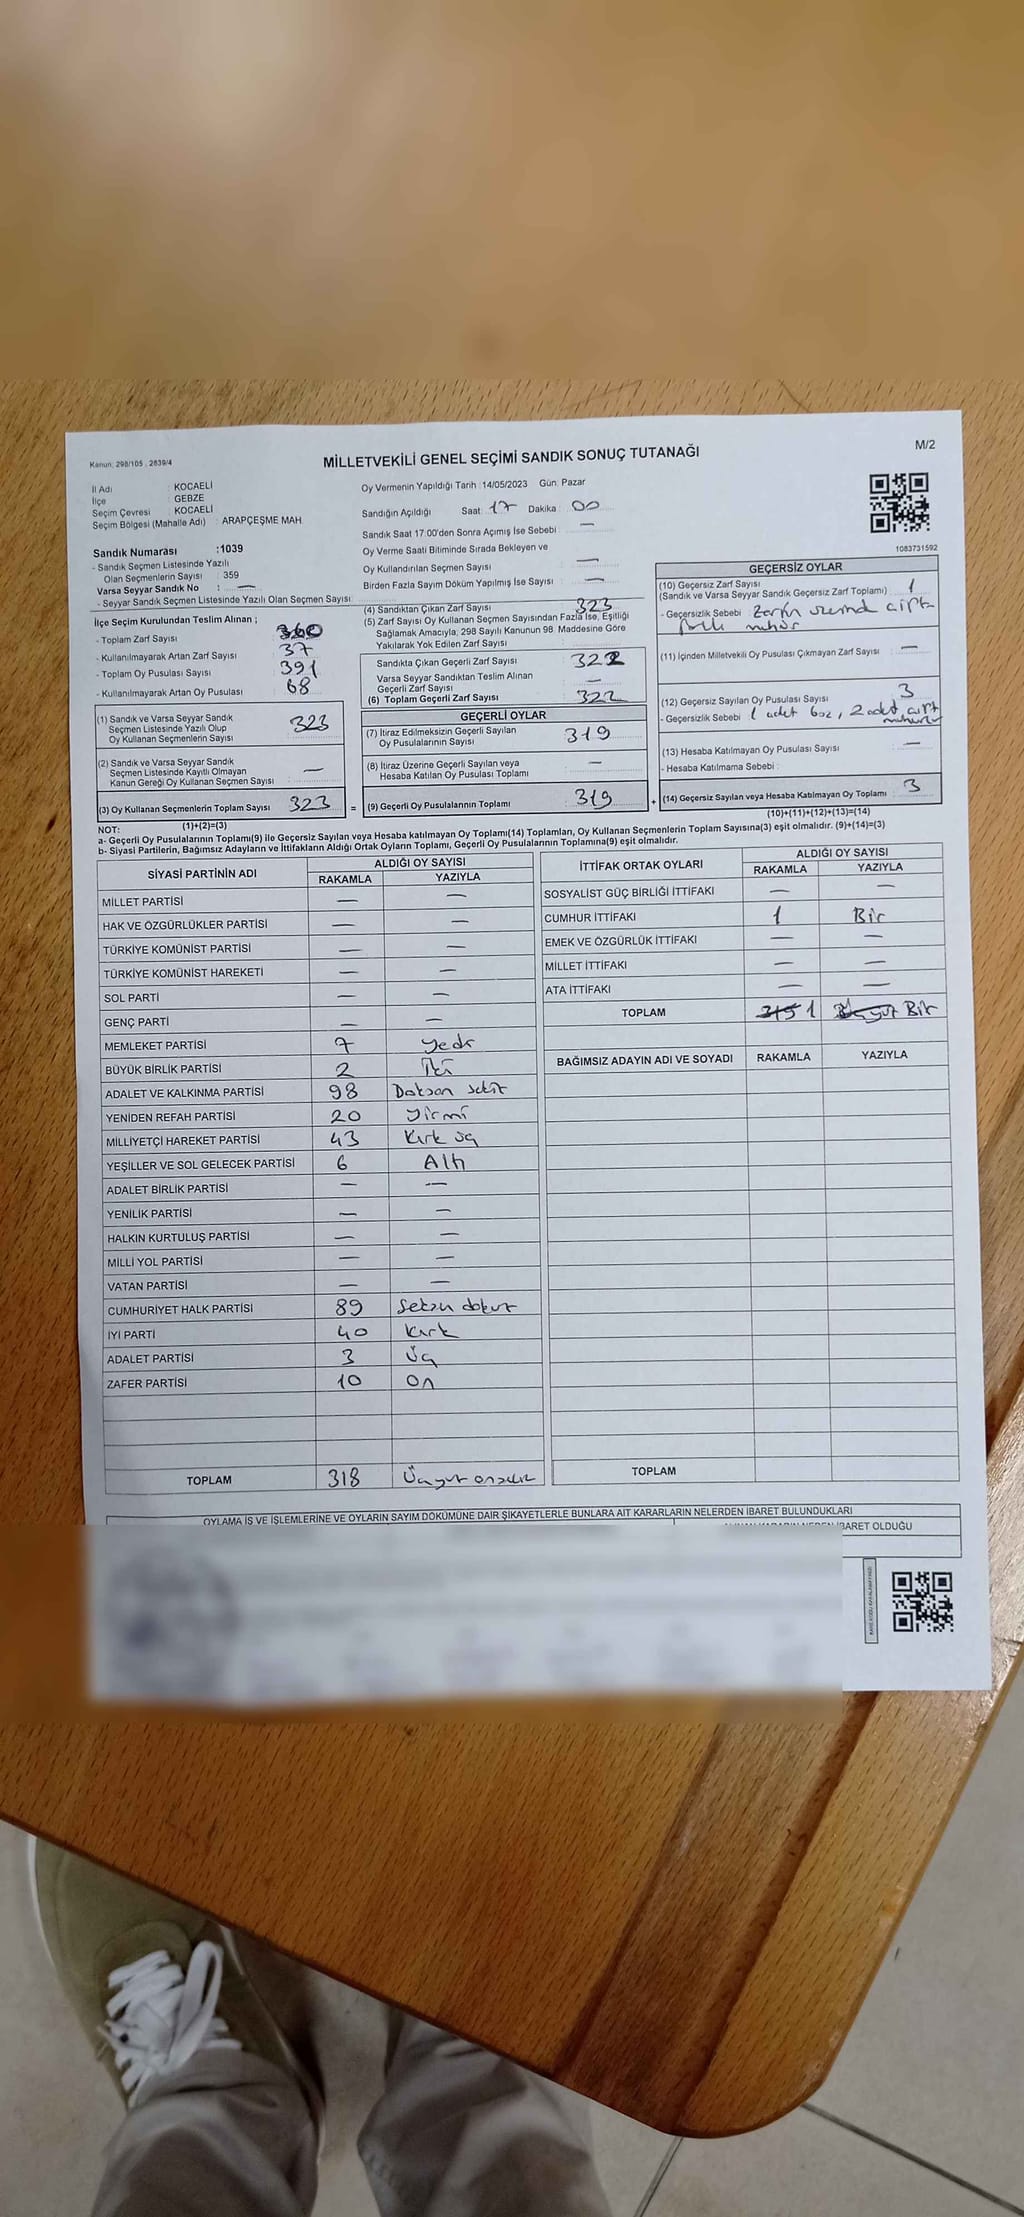 M/2
Kanun: 298/105 , 2839/4
MİLLETVEKİLİ GENEL SEÇİMİ SANDIK SONUÇ TUTANAĞI
İl Adı : KOCAELİ
İlçe : GEBZE
Seçim Çevresi : KOCAELİ
Seçim Bölgesi (Mahalle Adı) : ARAPÇEŞME MAH.
Sandık Numarası :1039
- Sandık Seçmen Listesinde Yazılı
Olan Seçmenlerin Sayısı : 359
Varsa Seyyar Sandık No : —
- Seyyar Sandık Seçmen Listesinde Yazılı Olan Seçmen Sayısı:
Oy Vermenin Yapıldığı Tarih :14/05/2023 Gün: Pazar
Sandığın Açıldığı Saat 17 Dakika 00
Sandık Saat 17:00'den Sonra Açımış İse Sebebi : —
Oy Verme Saati Bitiminde Sırada Bekleyen ve
Oy Kullandırılan Seçmen Sayısı : —
Birden Fazla Sayım Döküm Yapılmış İse Sayısı : —
1083731592
İlçe Seçim Kurulundan Teslim Alınan ;
- Toplam Zarf Sayısı : 360
- Kullanılmayarak Artan Zarf Sayısı : 37
- Toplam Oy Pusulası Sayısı : 391
- Kullanılmayarak Artan Oy Pusulası : 68
(1) Sandık ve Varsa Seyyar Sandık
Seçmen Listesinde Yazılı Olup
Oy Kullanan Seçmenlerin Sayısı : 323
(2) Sandık ve Varsa Seyyar Sandık
Seçmen Listesinde Kayıtlı Olmayan
Kanun Gereği Oy Kullanan Seçmen Sayısı : —
(3) Oy Kullanan Seçmenlerin Toplam Sayısı 323 =
(1)+(2)=(3)
(4) Sandıktan Çıkan Zarf Sayısı : 323
(5) Zarf Sayısı Oy Kullanan Seçmen Sayısından Fazla İse, Eşitliği
Sağlamak Amacıyla, 298 Sayılı Kanunun 98. Maddesine Göre
Yakılarak Yok Edilen Zarf Sayısı :
Sandıkta Çıkan Geçerli Zarf Sayısı : 322
Varsa Seyyar Sandıktan Teslim Alınan
Geçerli Zarf Sayısı : —
(6) Toplam Geçerli Zarf Sayısı : 322
GEÇERLİ OYLAR
(7) İtiraz Edilmeksizin Geçerli Sayılan
Oy Pusulalarının Sayısı : 319
(8) İtiraz Üzerine Geçerli Sayılan veya
Hesaba Katılan Oy Pusulası Toplamı : —
(9) Geçerli Oy Pusulalarının Toplamı : 319 +
GEÇERSİZ OYLAR
(10) Geçersiz Zarf Sayısı
(Sandık ve Varsa Seyyar Sandık Geçersiz Zarf Toplamı) : 1
- Geçersizlik Sebebi : Zarfın üzerinde çift
mühür
(11) İçinden Milletvekili Oy Pusulası Çıkmayan Zarf Sayısı : —
(12) Geçersiz Sayılan Oy Pusulası Sayısı : 3
- Geçersizlik Sebebi : 1 adet boş, 2 adet çift
(13) Hesaba Katılmayan Oy Pusulası Sayısı : —
- Hesaba Katılmama Sebebi :
(14) Geçersiz Sayılan veya Hesaba Katılmayan Oy Toplamı : 3
(10)+(11)+(12)+(13)=(14)
NOT:
a- Geçerli Oy Pusulalarının Toplamı(9) ile Geçersiz Sayılan veya Hesaba katılmayan Oy Toplamı(14) Toplamları, Oy Kullanan Seçmenlerin Toplam Sayısına(3) eşit olmalıdır. (9)+(14)=(3)
b- Siyasi Partilerin, Bağımsız Adayların ve İttifakların Aldığı Ortak Oyların Toplamı, Geçerli Oy Pusulalarının Toplamına(9) eşit olmalıdır.
SİYASİ PARTİNİN ADI ALDIĞI OY SAYISI
RAKAMLA YAZIYLA
MİLLET PARTİSİ — —
HAK VE ÖZGÜRLÜKLER PARTİSİ — —
TÜRKİYE KOMÜNİST PARTİSİ — —
TÜRKİYE KOMÜNİST HAREKETİ — —
SOL PARTİ — —
GENÇ PARTİ — —
MEMLEKET PARTİSİ 7 yedi
BÜYÜK BİRLİK PARTİSİ 2 İki
ADALET VE KALKINMA PARTİSİ 98 Doksan sekiz
YENİDEN REFAH PARTİSİ 20 yirmi
MİLLİYETÇİ HAREKET PARTİSİ 43 Kırk üç
YEŞİLLER VE SOL GELECEK PARTİSİ 6 Altı
ADALET BİRLİK PARTİSİ — —
YENİLİK PARTİSİ — —
HALKIN KURTULUŞ PARTİSİ — —
MİLLİ YOL PARTİSİ — —
VATAN PARTİSİ — —
CUMHURİYET HALK PARTİSİ 89 Seksen dokuz
İYİ PARTİ 40 Kırk
ADALET PARTİSİ 3 Üç
ZAFER PARTİSİ 10 On
TOPLAM 318 Üçyüz onsekiz
İTTİFAK ORTAK OYLARI ALDIĞI OY SAYISI
RAKAMLA YAZIYLA
SOSYALİST GÜÇ BİRLİĞİ İTTİFAKI — —
CUMHUR İTTİFAKI 1 Bir
EMEK VE ÖZGÜRLÜK İTTİFAKI — —
MİLLET İTTİFAKI — —
ATA İTTİFAKI — —
TOPLAM 1 Bir
BAĞIMSIZ ADAYIN ADI VE SOYADI RAKAMLA YAZIYLA
TOPLAM
OYLAMA İŞ VE İŞLEMLERİNE VE OYLARIN SAYIM DÖKÜMÜNE DAİR ŞİKAYETLERLE BUNLARA AİT KARARLARIN NELERDEN İBARET BULUNDUKLARI
İBARET OLDUĞU